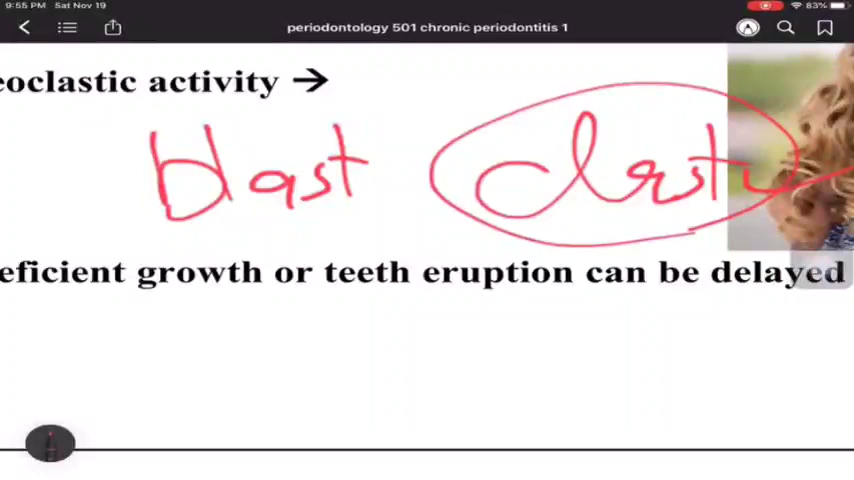 9:55 PM Sat Nov 19 83%
periodontology 501 chronic periodontitis 1
eoclastic activity →
blast clast
eficient growth or teeth eruption can be delayed